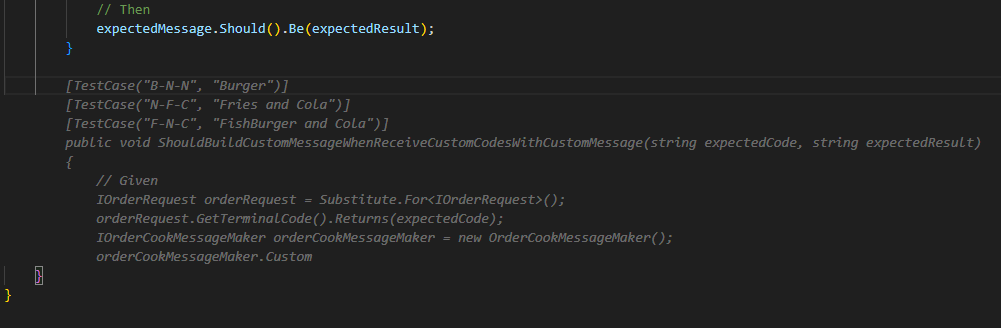 // Then
expectedMessage.Should().Be(expectedResult);
}
[TestCase("B-N-N", "Burger")]
[TestCase("N-F-C", "Fries and Cola")]
[TestCase("F-N-C", "FishBurger and Cola")]
public void ShouldBuildCustomMessageWhenReceiveCustomCodesWithCustomMessage(string expectedCode, string expectedResult)
{
// Given
IOrderRequest orderRequest = Substitute.For<IOrderRequest>();
orderRequest.GetTerminalCode().Returns(expectedCode);
IOrderCookMessageMaker orderCookMessageMaker = new OrderCookMessageMaker();
orderCookMessageMaker.Custom
}
}